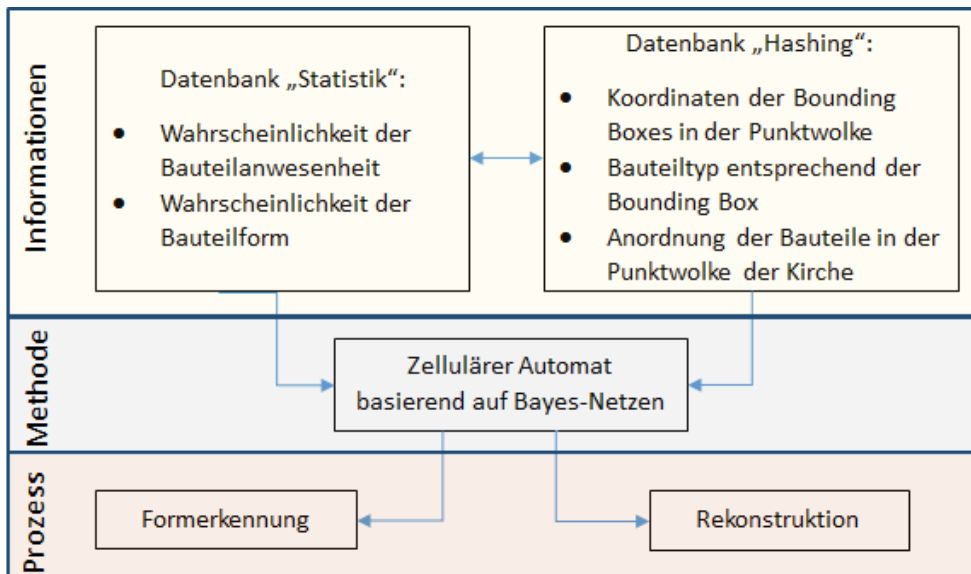 Informationen
Datenbank „Statistik“:
● Wahrscheinlichkeit der
Bauteilanwesenheit
● Wahrscheinlichkeit der
Bauteilform
Datenbank „Hashing“:
● Koordinaten der Bounding
Boxes in der Punktwolke
● Bauteiltyp entsprechend der
Bounding Box
● Anordnung der Bauteile in der
Punktwolke der Kirche
Methode
Zellulärer Automat
basierend auf Bayes-Netzen
Prozess
Formerkennung
Rekonstruktion